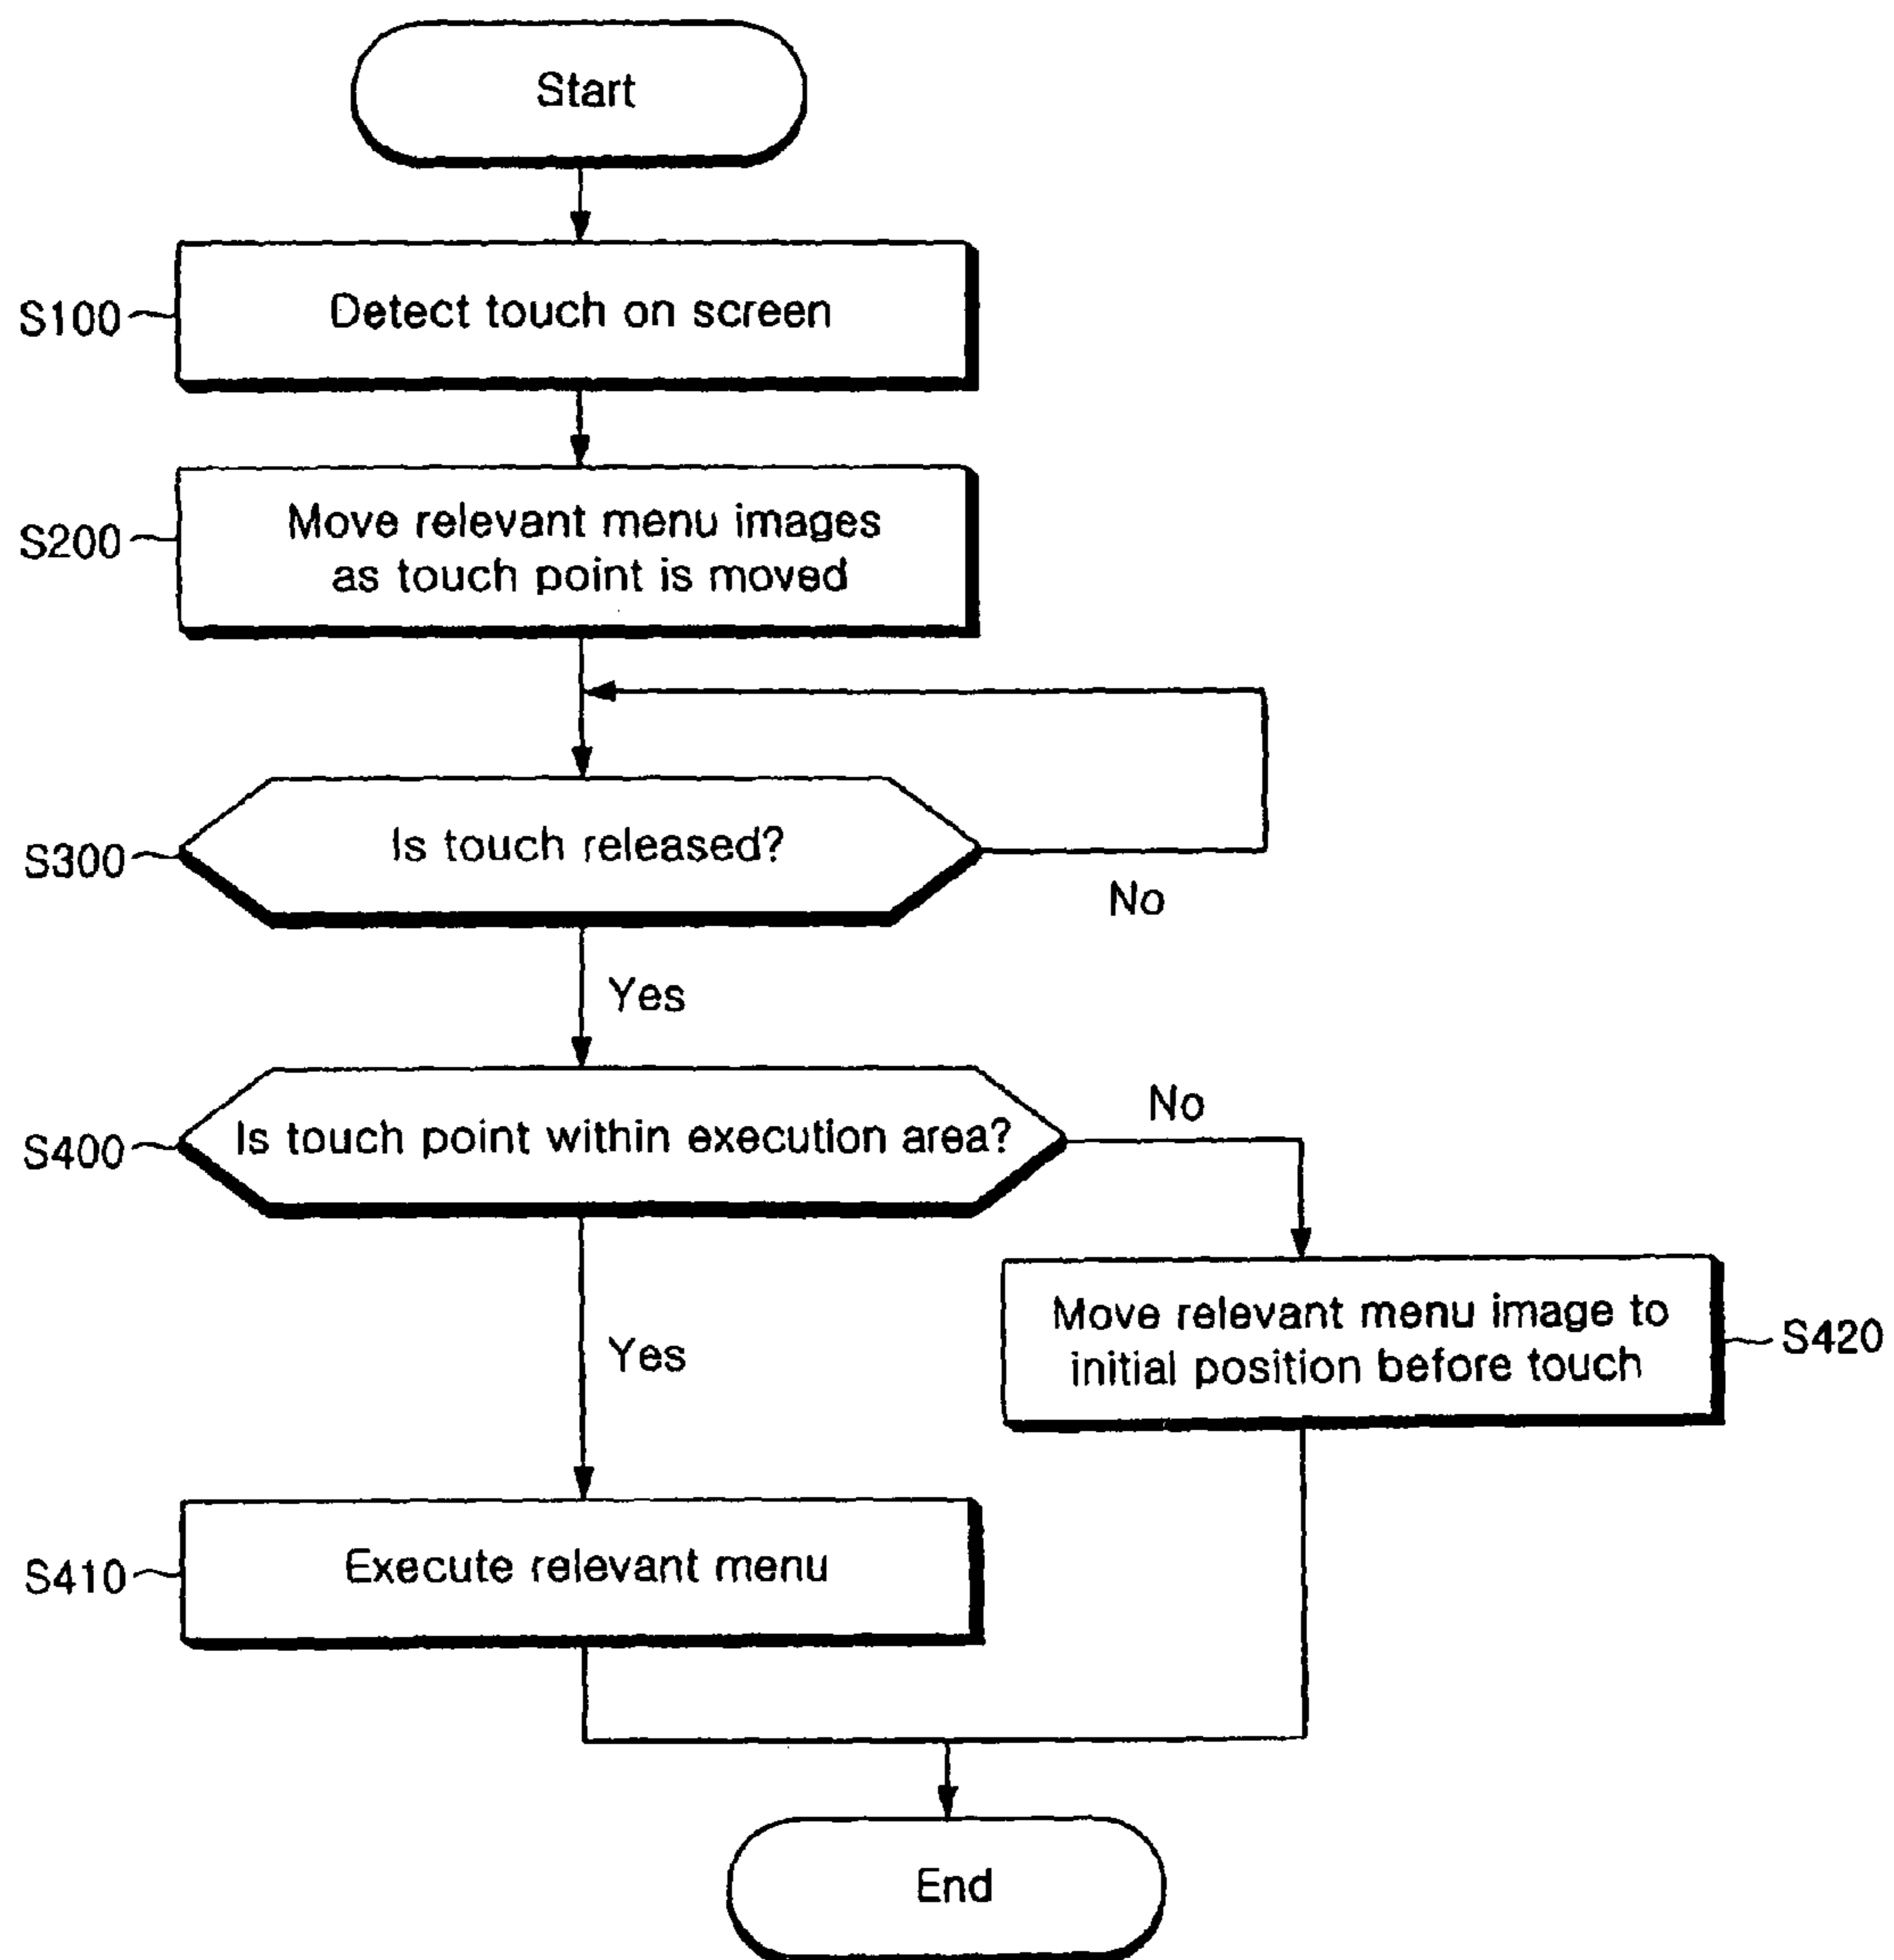 Start
S100
Detect touch on screen
S200
Move relevant menu images
as touch point is moved
S300
Is touch released?
No
Yes
S400
Is touch point within execution area?
No
Yes
Move relevant menu image to
initial position before touch
S420
S410
Execute relevant menu
End